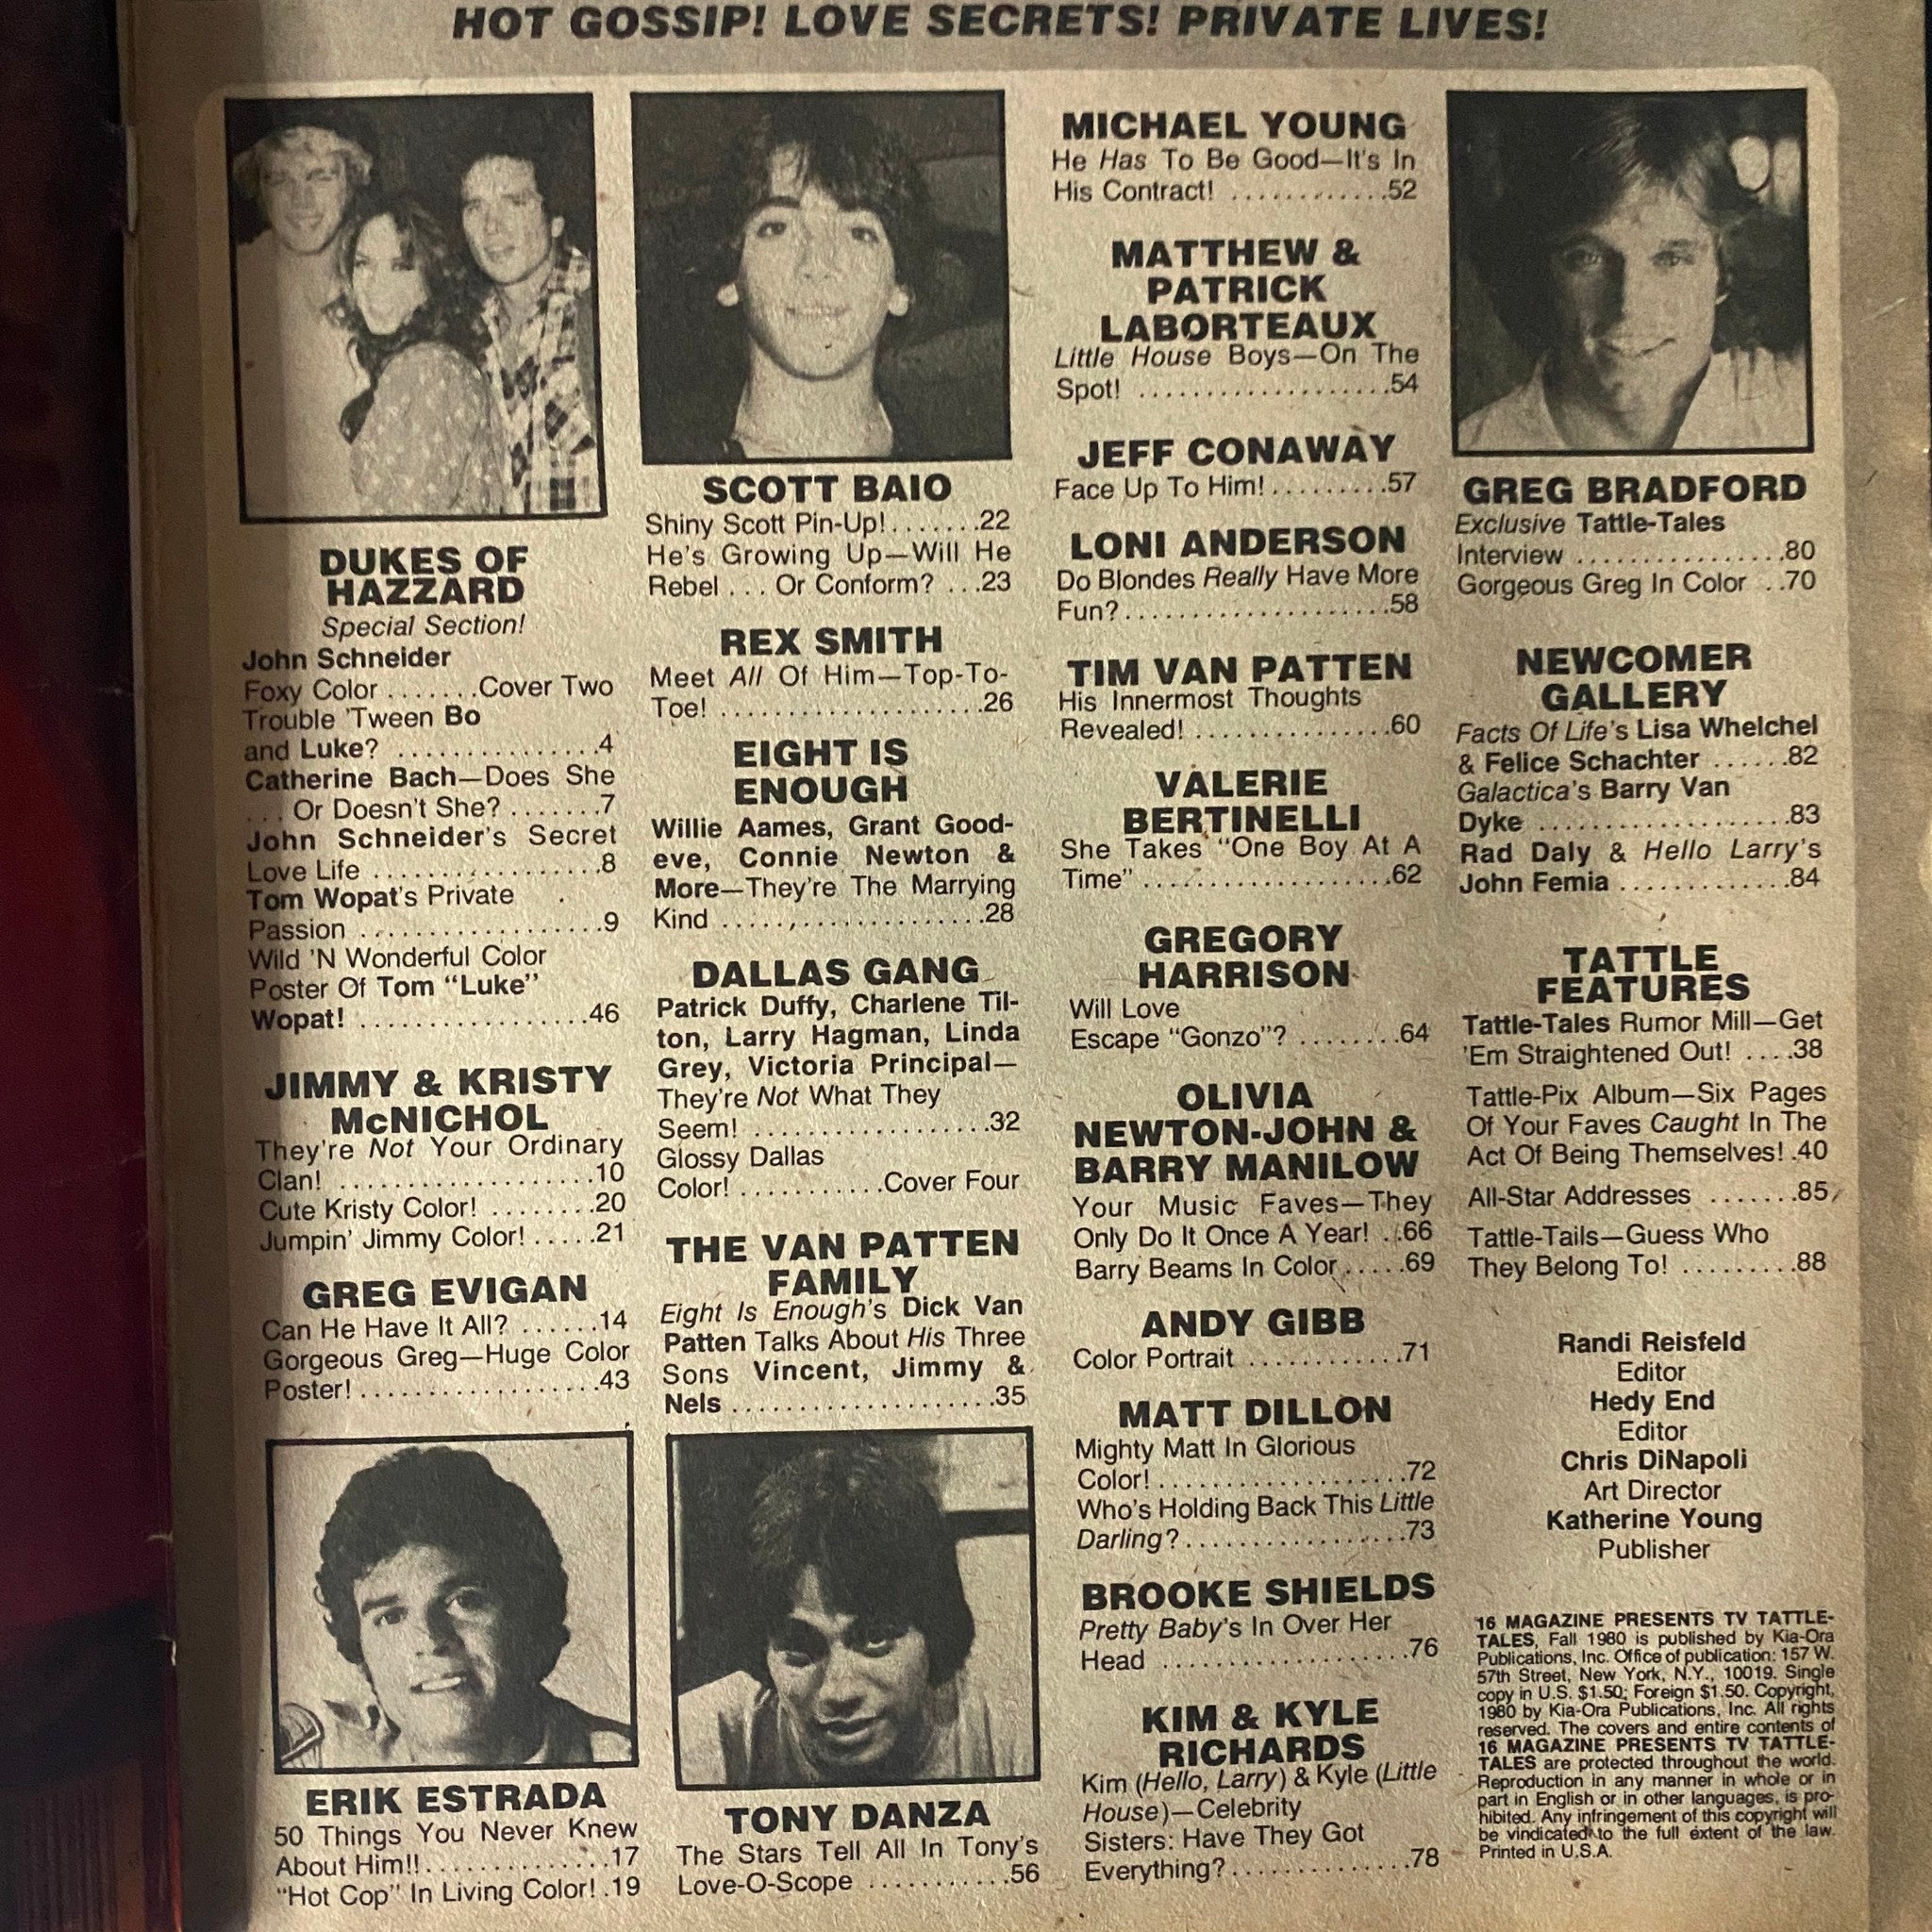 HOT GOSSIP! LOVE SECRETS! PRIVATE LIVES!
DUKES OF
HAZZARD
Special Section!
John Schneider
Foxy Color .......Cover Two
Trouble 'Tween Bo
and Luke? ...............4
Catherine Bach—Does She
... Or Doesn't She? .......7
John Schneider's Secret
Love Life .................8
Tom Wopat's Private
Passion ..................9
Wild 'N Wonderful Color
Poster Of Tom "Luke"
Wopat! .................46
JIMMY & KRISTY
McNICHOL
They're Not Your Ordinary
Clan! ...................10
Cute Kristy Color! ........20
Jumpin' Jimmy Color! .....21
GREG EVIGAN
Can He Have It All? ......14
Gorgeous Greg—Huge Color
Poster! ..................43
ERIK ESTRADA
50 Things You Never Knew
About Him!!..............17
"Hot Cop" In Living Color! .19
SCOTT BAIO
Shiny Scott Pin-Up!.......22
He's Growing Up—Will He
Rebel ... Or Conform? ...23
REX SMITH
Meet All Of Him—Top-To-
Toe! ....................26
EIGHT IS
ENOUGH
Willie Aames, Grant Good-
eve, Connie Newton &
More—They're The Marrying
Kind ....................28
DALLAS GANG
Patrick Duffy, Charlene Til-
ton, Larry Hagman, Linda
Grey, Victoria Principal—
They're Not What They
Seem! ..................32
Glossy Dallas
Color! ...........Cover Four
THE VAN PATTEN
FAMILY
Eight Is Enough's Dick Van
Patten Talks About His Three
Sons Vincent, Jimmy &
Nels ....................35
TONY DANZA
The Stars Tell All In Tony's
Love-O-Scope ...........56
MICHAEL YOUNG
He Has To Be Good—It's In
His Contract! ............52
MATTHEW &
PATRICK
LABORTEAUX
Little House Boys—On The
Spot! ...................54
JEFF CONAWAY
Face Up To Him! .........57
LONI ANDERSON
Do Blondes Really Have More
Fun?....................58
TIM VAN PATTEN
His Innermost Thoughts
Revealed! ...............60
VALERIE
BERTINELLI
She Takes "One Boy At A
Time" ...................62
GREGORY
HARRISON
Will Love
Escape "Gonzo"? ........64
OLIVIA
NEWTON-JOHN &
BARRY MANILOW
Your Music Faves—They
Only Do It Once A Year! ..66
Barry Beams In Color .....69
ANDY GIBB
Color Portrait ............71
MATT DILLON
Mighty Matt In Glorious
Color! ...................72
Who's Holding Back This Little
Darling?.................73
BROOKE SHIELDS
Pretty Baby's In Over Her
Head ...................76
KIM & KYLE
RICHARDS
Kim (Hello, Larry) & Kyle (Little
House)—Celebrity
Sisters: Have They Got
Everything?..............78
GREG BRADFORD
Exclusive Tattle-Tales
Interview ................80
Gorgeous Greg In Color ..70
NEWCOMER
GALLERY
Facts Of Life's Lisa Whelchel
& Felice Schachter ......82
Galactica's Barry Van
Dyke ...................83
Rad Daly & Hello Larry's
John Femia .............84
TATTLE
FEATURES
Tattle-Tales Rumor Mill—Get
'Em Straightened Out! ....38
Tattle-Pix Album—Six Pages
Of Your Faves Caught In The
Act Of Being Themselves! .40
All-Star Addresses .......85
Tattle-Tails—Guess Who
They Belong To! .........88
Randi Reisfeld
Editor
Hedy End
Editor
Chris DiNapoli
Art Director
Katherine Young
Publisher
16 MAGAZINE PRESENTS TV TATTLE-
TALES, Fall 1980 is published by Kia-Ora
Publications, Inc. Office of publication: 157 W.
57th Street, New York, N.Y., 10019. Single
copy in U.S. $1.50; Foreign $1.50. Copyright,
1980 by Kia-Ora Publications, Inc. All rights
reserved. The covers and entire contents of
16 MAGAZINE PRESENTS TV TATTLE-
TALES are protected throughout the world.
Reproduction in any manner in whole or in
part in English or in other languages, is pro-
hibited. Any infringement of this copyright will
be vindicated to the full extent of the law.
Printed in U.S.A.